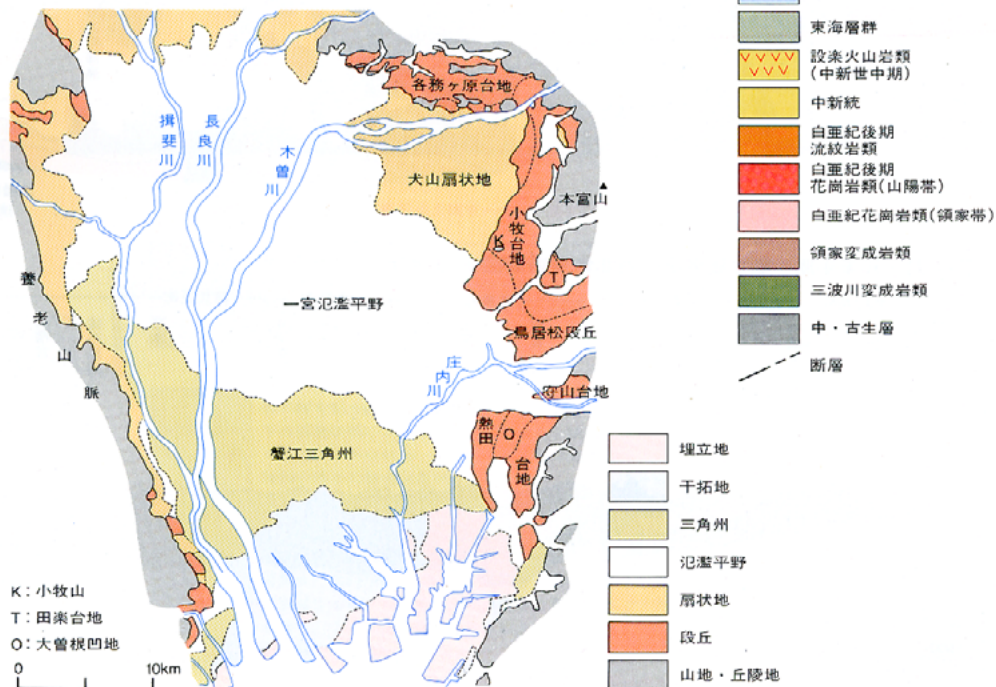 各務ヶ原台地
揖斐川
長良川
木曽川
犬山扇状地
本宮山
小牧台地
K
T
養老山脈
一宮氾濫平野
鳥居松段丘
庄内川
守山台地
熱田台地
O
蟹江三角州
K：小牧山
T：田楽台地
O：大曽根凹地
0 10km
東海層群
設楽火山岩類
(中新世中期)
中新統
白亜紀後期
流紋岩類
白亜紀後期
花崗岩類(山陽帯)
白亜紀花崗岩類(領家帯)
領家変成岩類
三波川変成岩類
中・古生層
断層
埋立地
干拓地
三角州
氾濫平野
扇状地
段丘
山地・丘陵地